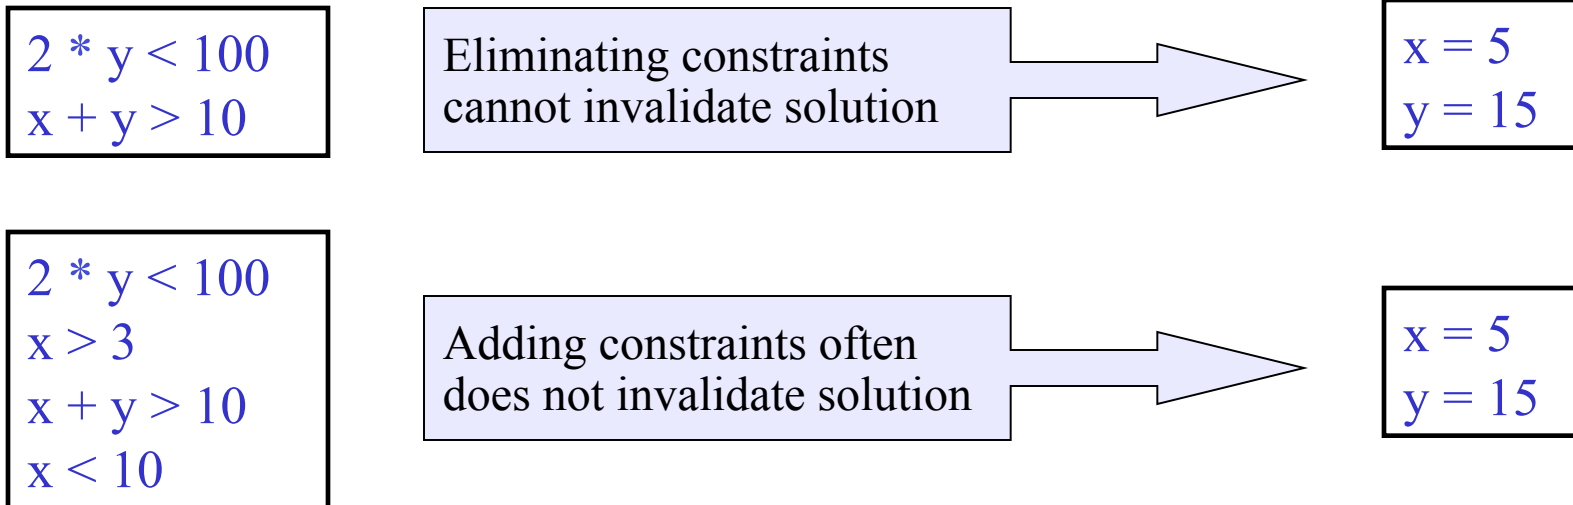 2 * y < 100
x + y > 10
Eliminating constraints
cannot invalidate solution
x = 5
y = 15
2 * y < 100
x > 3
x + y > 10
x < 10
Adding constraints often
does not invalidate solution
x = 5
y = 15